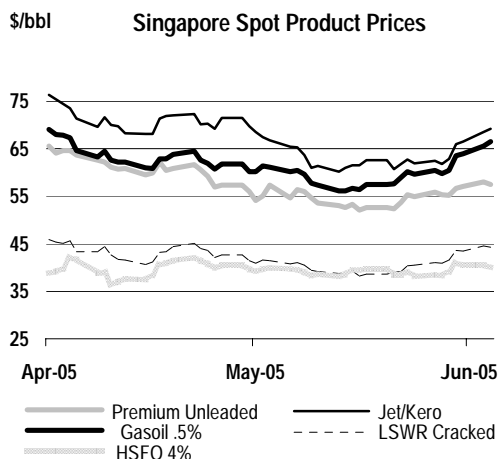 $/bbl
Singapore Spot Product Prices
75
65
55
45
35
25
Apr-05
May-05
Jun-05
Premium Unleaded
Jet/Kero
Gasoil .5%
LSWR Cracked
HSFO 4%